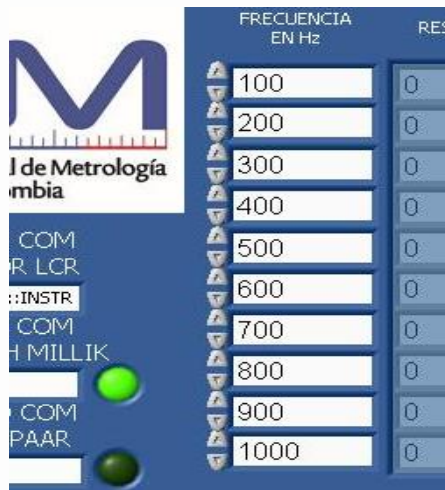 FRECUENCIA
EN Hz
RES
100 0
200 0
300 0
400 0
500 0
600 0
700 0
800 0
900 0
1000 0
M
l de Metrología
mbia
COM
R LCR
::INSTR
COM
H MILLIK
COM
PAAR